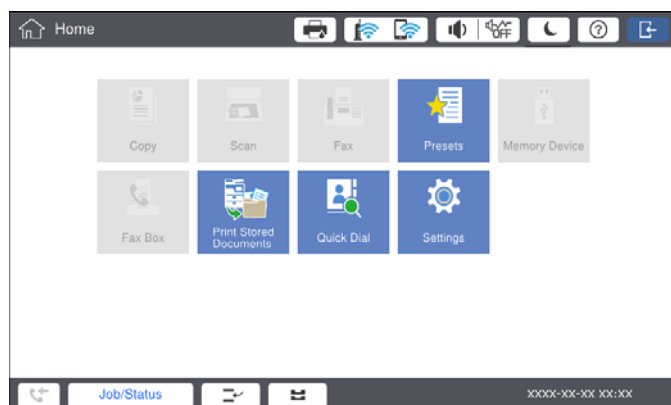 Home
OFF
?
Copy
Scan
Fax
Presets
Memory Device
Fax Box
Print Stored
Documents
Quick Dial
Settings
Job/Status
XXXX-XX-XX XX:XX